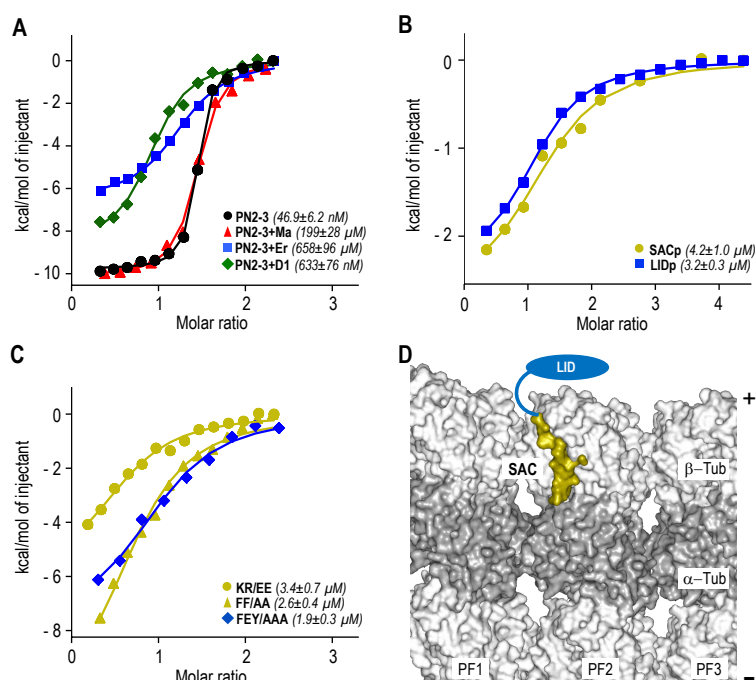 A
0
-2
-4
-6
-8
-10
kcal/mol of injectant
PN2-3 (46.9±6.2 nM)
PN2-3+Ma (199±28 µM)
PN2-3+Er (658±96 µM)
PN2-3+D1 (633±76 nM)
0 1 2 3
Molar ratio
B
0
-1
-2
kcal/mol of injectant
SACp (4.2±1.0 µM)
LIDp (3.2±0.3 µM)
0 1 2 3 4
Molar ratio
C
0
-2
-4
-6
-8
kcal/mol of injectant
KR/EE (3.4±0.7 µM)
FF/AA (2.6±0.4 µM)
FEY/AAA (1.9±0.3 µM)
0 1 2 3
Molar ratio
D
LID
+
SAC
β–Tub
α–Tub
PF1 PF2 PF3
-